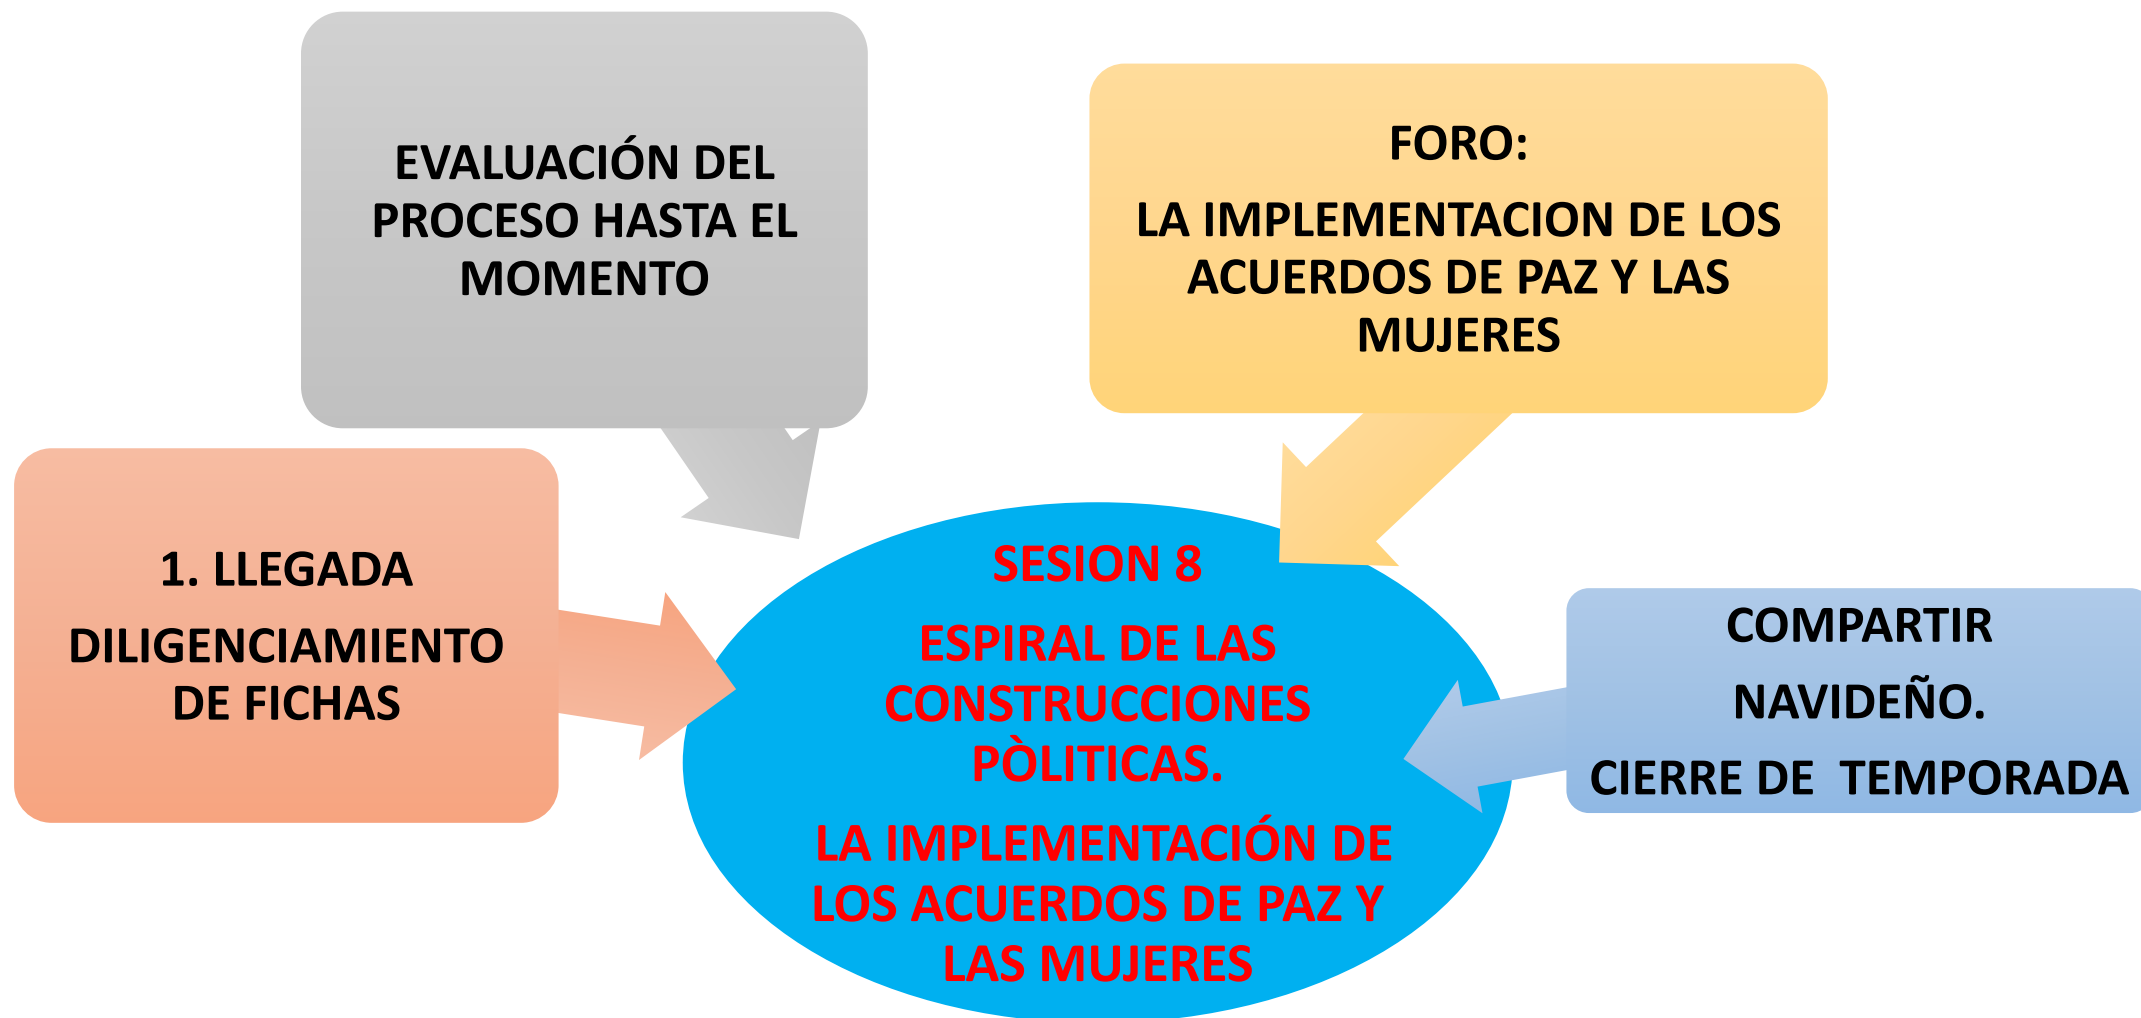 EVALUACIÓN DEL
PROCESO HASTA EL
MOMENTO
FORO:
LA IMPLEMENTACION DE LOS
ACUERDOS DE PAZ Y LAS
MUJERES
1. LLEGADA
DILIGENCIAMIENTO
DE FICHAS
SESION 8
ESPIRAL DE LAS
CONSTRUCCIONES
PÒLITICAS.
LA IMPLEMENTACIÓN DE
LOS ACUERDOS DE PAZ Y
LAS MUJERES
COMPARTIR
NAVIDEÑO.
CIERRE DE  TEMPORADA